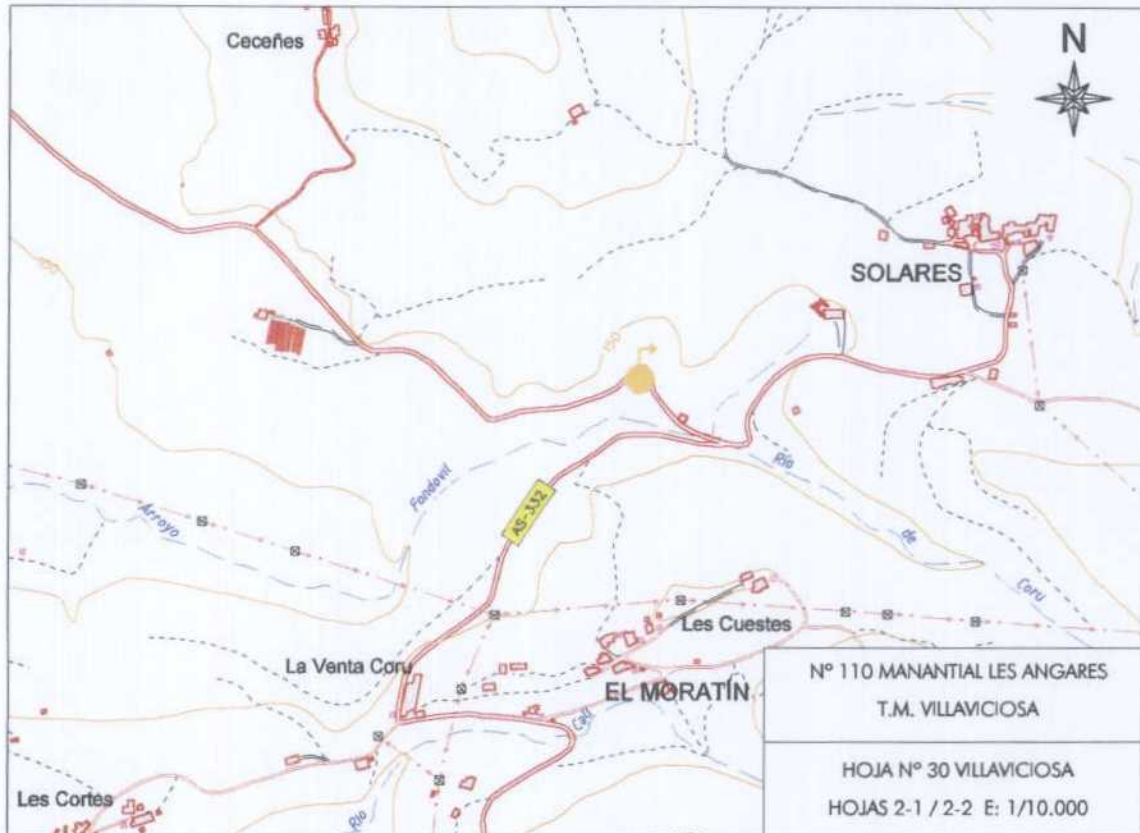 Ceceñes
N
SOLARES
150
150
AS-332
Fondovil
Arroyo
Río
de
Coru
Les Cuestes
La Venta Coru
EL MORATÍN
Les Cortes
Río
Nº 110 MANANTIAL LES ANGARES
T.M. VILLAVICIOSA
HOJA Nº 30 VILLAVICIOSA
HOJAS 2-1 / 2-2 E: 1/10.000